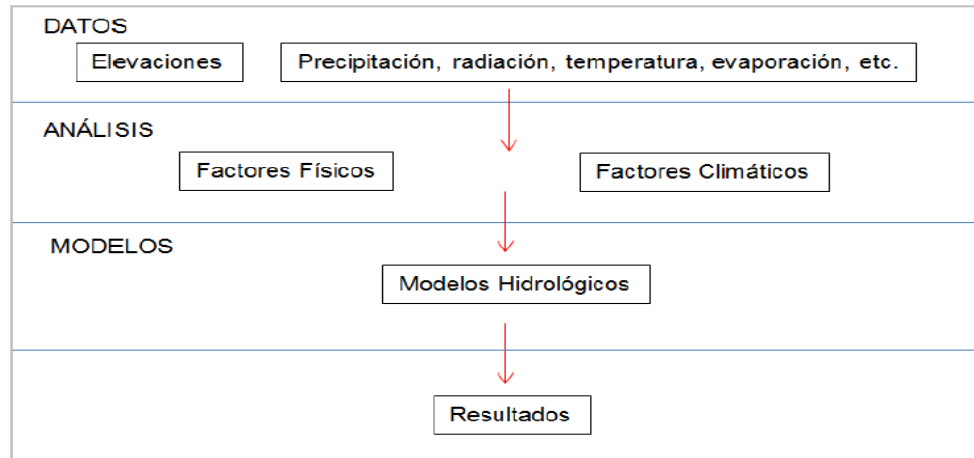 DATOS
Elevaciones
Precipitación, radiación, temperatura, evaporación, etc.
ANÁLISIS
Factores Físicos
Factores Climáticos
MODELOS
Modelos Hidrológicos
Resultados